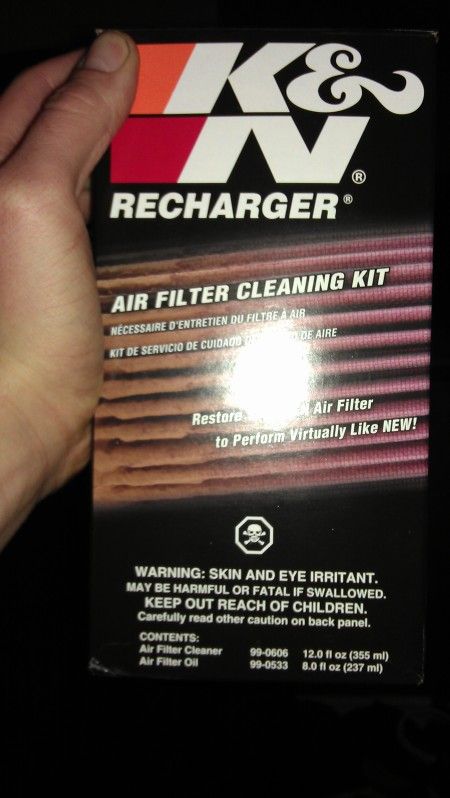 K&N®
RECHARGER®
AIR FILTER CLEANING KIT
NÉCESSAIRE D'ENTRETIEN DU FILTRE À AIR
KIT DE SERVICIO DE CUIDADO DE AIRE
Restore Air Filter
to Perform Virtually Like NEW!
WARNING: SKIN AND EYE IRRITANT.
MAY BE HARMFUL OR FATAL IF SWALLOWED.
KEEP OUT REACH OF CHILDREN.
Carefully read other caution on back panel.
CONTENTS:
Air Filter Cleaner 99-0606 12.0 fl oz (355 ml)
Air Filter Oil 99-0533 8.0 fl oz (237 ml)